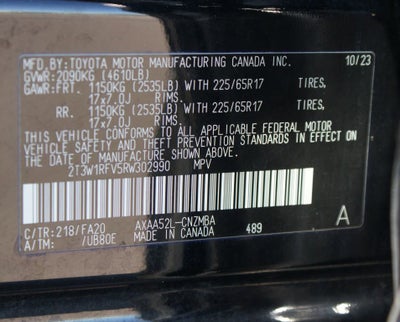 MFD.BY:TOYOTA MOTOR MANUFACTURING CANADA INC. 10/23
GVWR:2090KG (4610LB)
GAWR:FRT. 1150KG (2535LB) WITH 225/65R17 TIRES,
17x7.0J RIMS.
RR. 1150KG (2535LB) WITH 225/65R17 TIRES,
17x7.0J RIMS.
THIS VEHICLE CONFORMS TO ALL APPLICABLE FEDERAL MOTOR
VEHICLE SAFETY AND THEFT PREVENTION STANDARDS IN EFFECT ON
THE DATE OF MANUFACTURE SHOWN ABOVE.
2T3W1RFV5RW302990 MPV
C/TR:218/FA20 AXAA52L-CNZMBA A
A/TM: /UB80E MADE IN CANADA 489